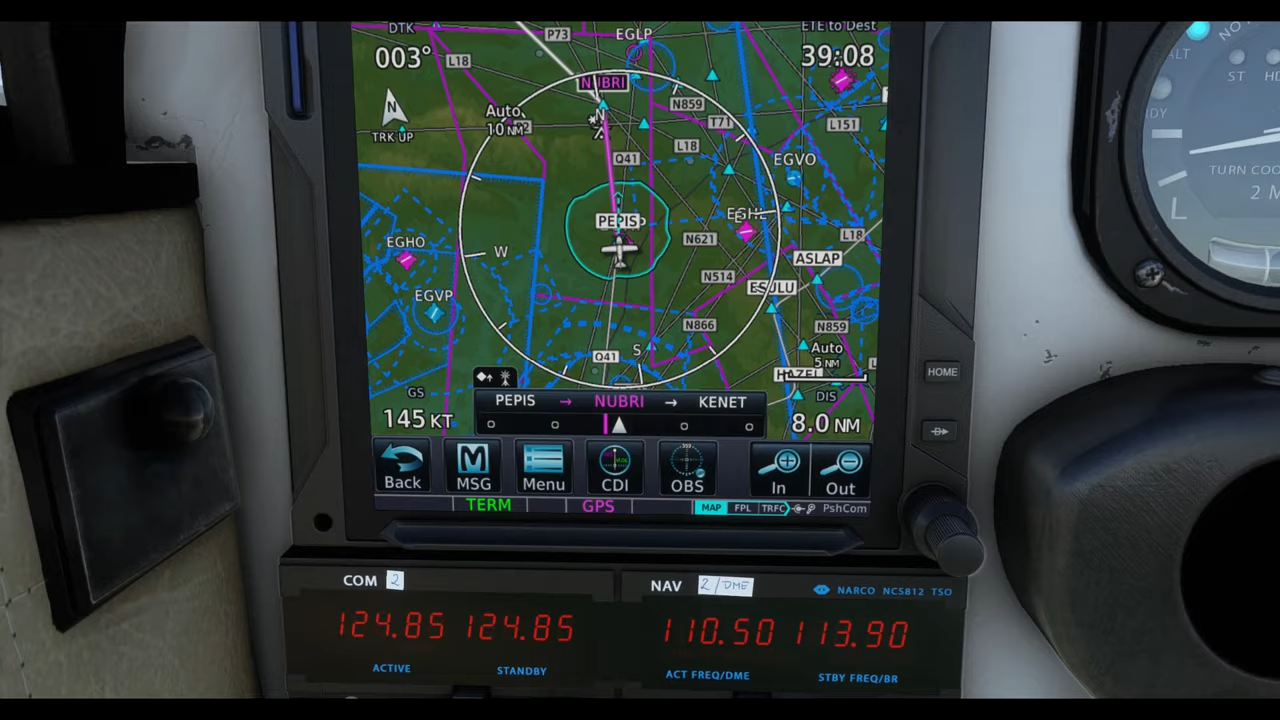 DTK
003°
P73
EGLP
ETE to Dest
39:08
L18
NUBRI
N
TRK UP
Auto
10 NM
N
N859
T71
L151
L18
Q41
EGVO
PEPIS
EGHO
W
N621
L18
ASLAP
N514
EGVP
N866
N859
S
Q41
Auto
5 NM
GS
145 KT
PEPIS → NUBRI → KENET
DIS
8.0 NM
HOME
Back
MSG
Menu
CDI
OBS
In
Out
TERM
GPS
MAP
FPL
TRFC
PshCom
COM 2
NAV 2/DME
NARCO NCS812 TSO
124.85 124.85
110.50 113.90
ACTIVE
STANDBY
ACT FREQ/DME
STBY FREQ/BR
ALT
ST
TURN COO
2 M
L